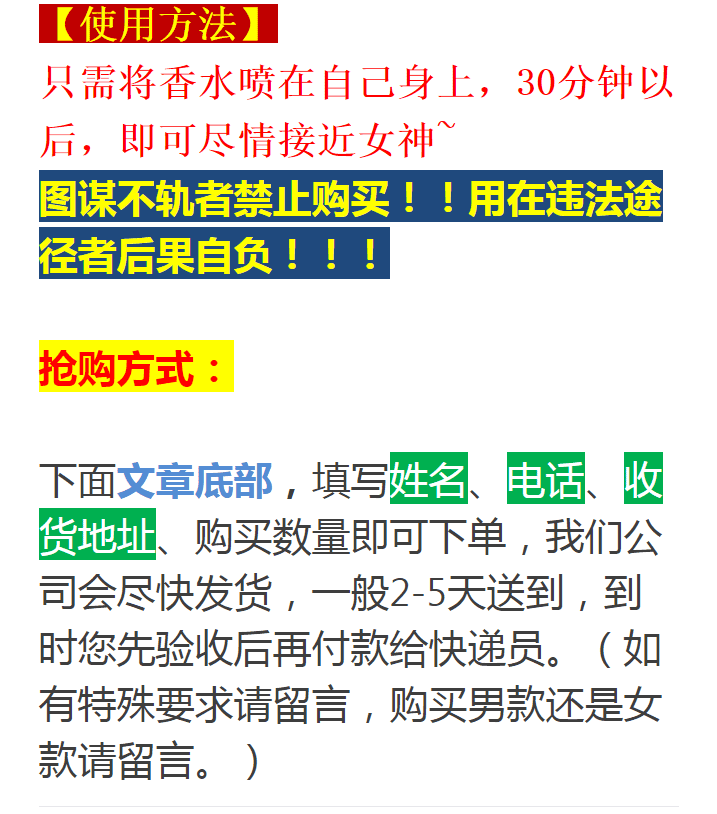 【使用方法】
只需将香水喷在自己身上，30分钟以
后，即可尽情接近女神~
图谋不轨者禁止购买！！用在违法途
径者后果自负！！！
抢购方式：
下面文章底部，填写姓名、电话、收
货地址、购买数量即可下单，我们公
司会尽快发货，一般2-5天送到，到
时您先验收后再付款给快递员。（如
有特殊要求请留言，购买男款还是女
款请留言。）